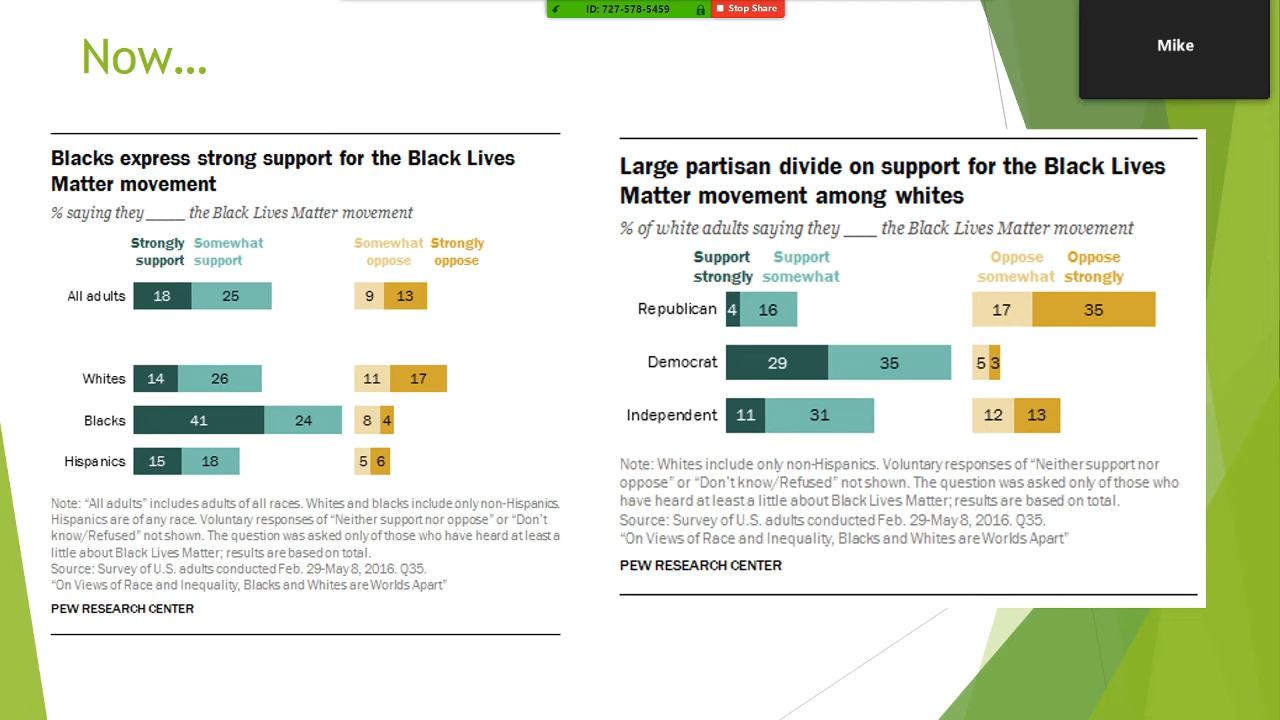 ID: 727-578-5459
Stop Share
Mike
Now...
Blacks express strong support for the Black Lives
Matter movement
% saying they ____ the Black Lives Matter movement
Strongly support
Somewhat support
Somewhat oppose
Strongly oppose
All adults 18 25 9 13
Whites 14 26 11 17
Blacks 41 24 8 4
Hispanics 15 18 5 6
Note: “All adults” includes adults of all races. Whites and blacks include only non-Hispanics.
Hispanics are of any race. Voluntary responses of “Neither support nor oppose” or “Don’t
know/Refused” not shown. The question was asked only of those who have heard at least a
little about Black Lives Matter; results are based on total.
Source: Survey of U.S. adults conducted Feb. 29-May 8, 2016. Q35.
“On Views of Race and Inequality, Blacks and Whites are Worlds Apart”
PEW RESEARCH CENTER
Large partisan divide on support for the Black Lives
Matter movement among whites
% of white adults saying they ___ the Black Lives Matter movement
Support strongly
Support somewhat
Oppose somewhat
Oppose strongly
Republican 4 16 17 35
Democrat 29 35 5 3
Independent 11 31 12 13
Note: Whites include only non-Hispanics. Voluntary responses of “Neither support nor
oppose” or “Don’t know/Refused” not shown. The question was asked only of those who
have heard at least a little about Black Lives Matter; results are based on total.
Source: Survey of U.S. adults conducted Feb. 29-May 8, 2016. Q35.
“On Views of Race and Inequality, Blacks and Whites are Worlds Apart”
PEW RESEARCH CENTER